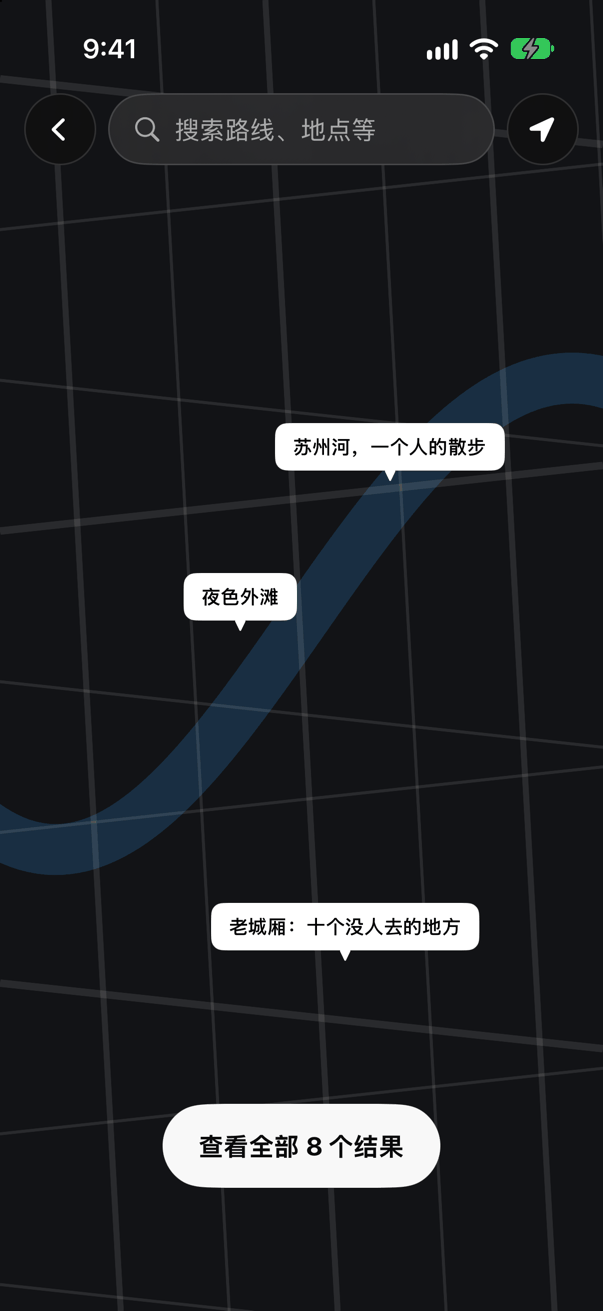 9:41
搜索路线、地点等
苏州河，一个人的散步
夜色外滩
老城厢：十个没人去的地方
查看全部 8 个结果